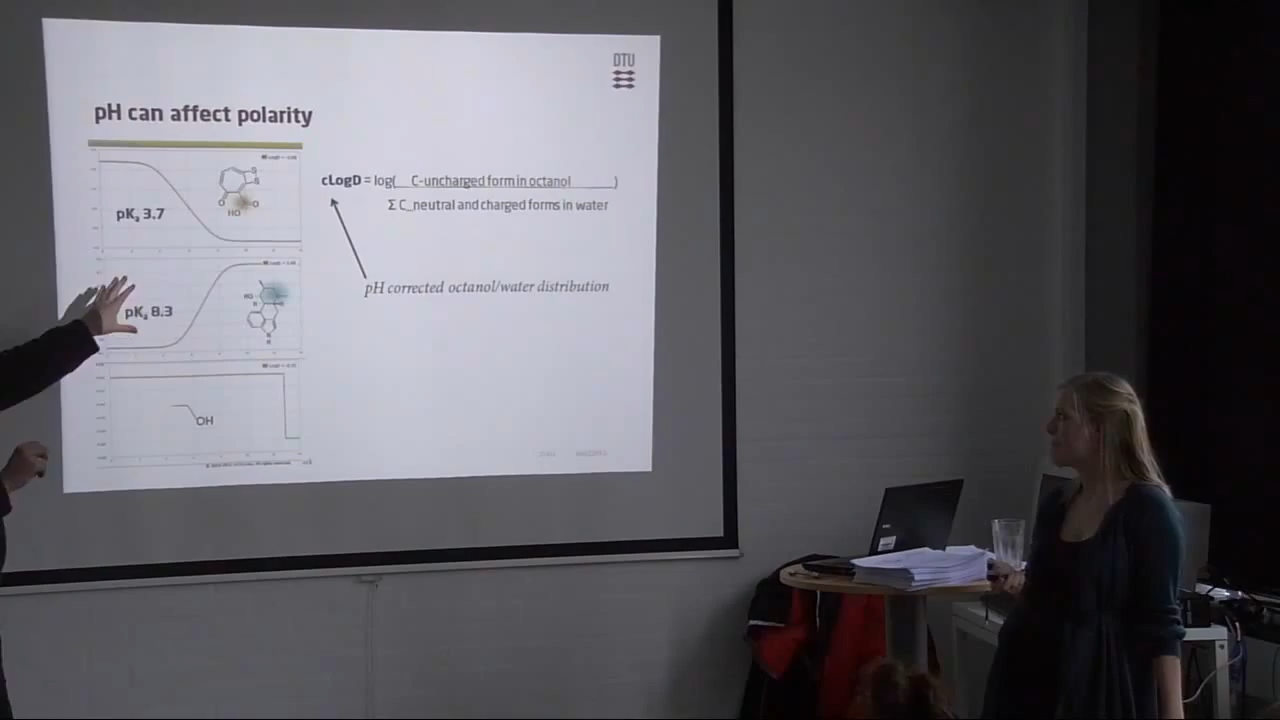 DTU
pH can affect polarity
pKa 3.7
HO
O
O
S
S
cLogD = log( C-uncharged form in octanol )
Σ C_neutral and charged forms in water
pH corrected octanol/water distribution
pKa 8.3
HO
OH